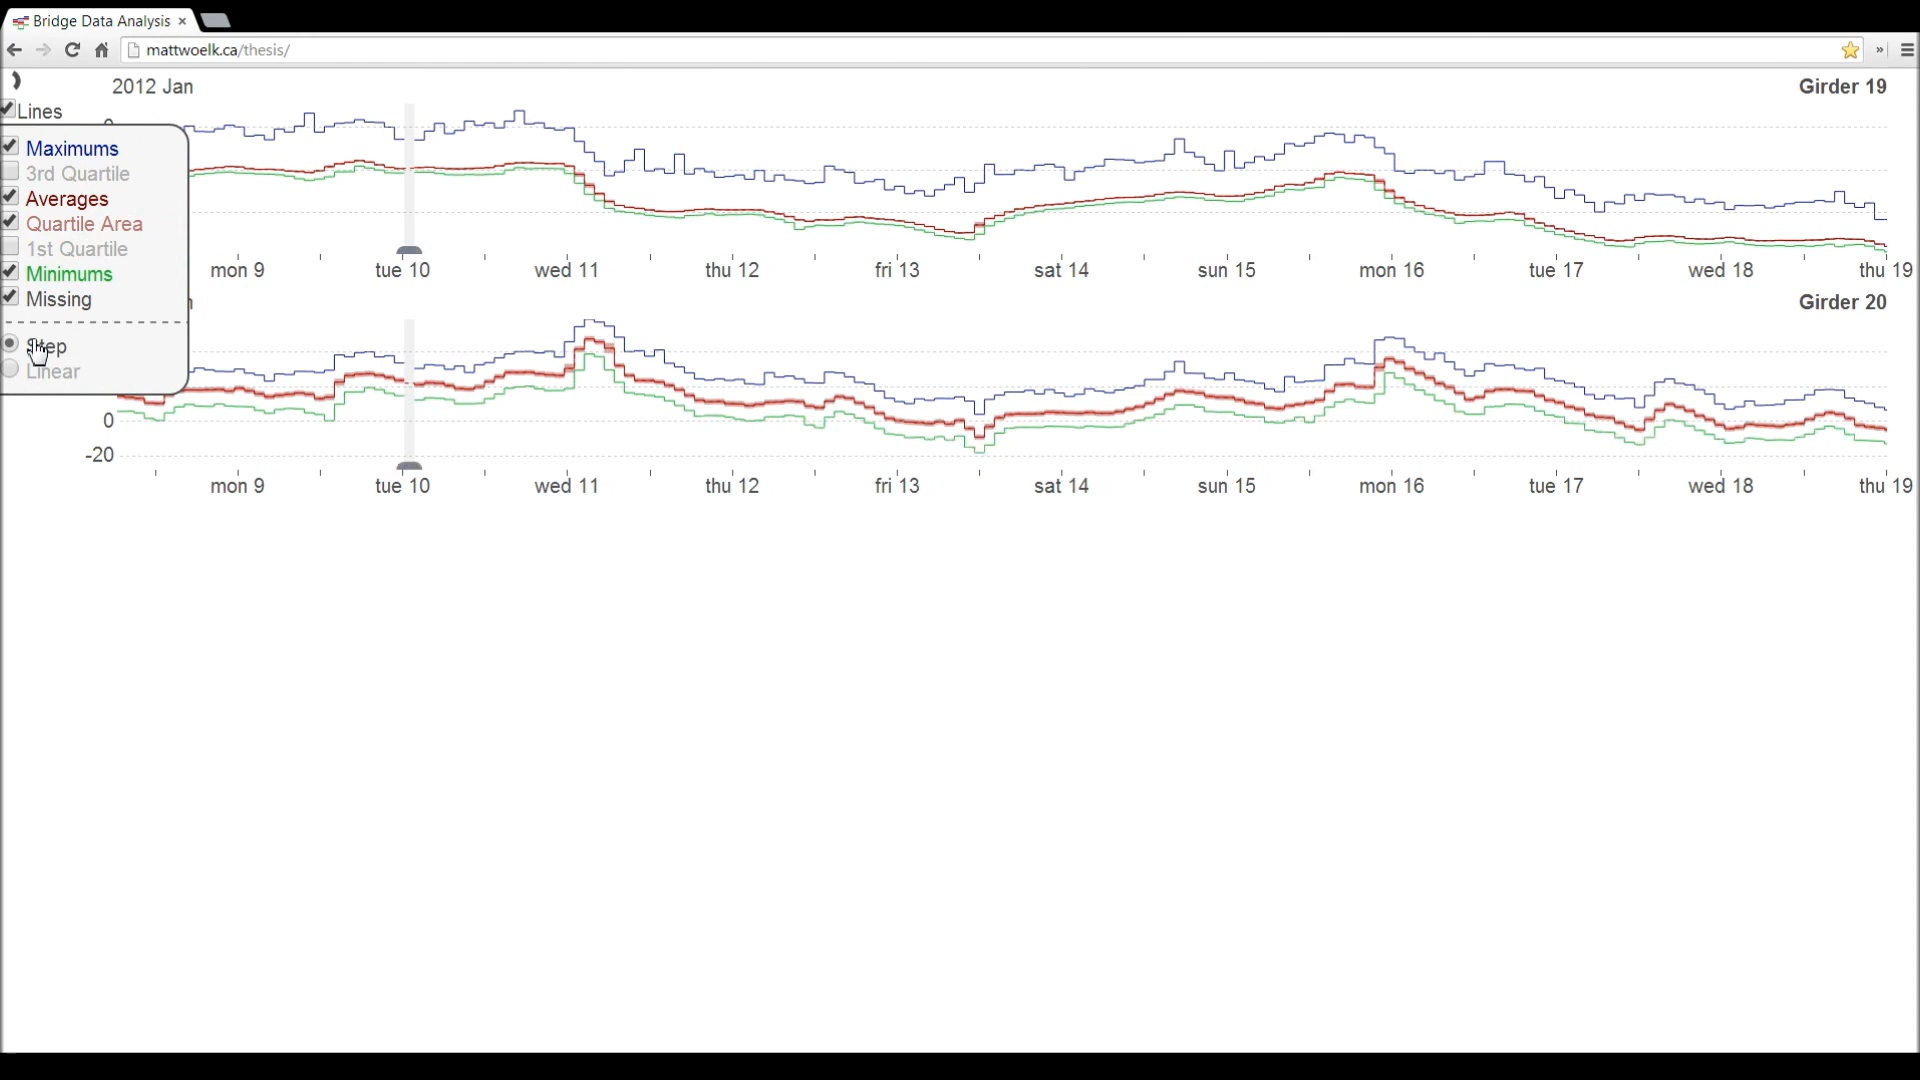 Bridge Data Analysis ×
mattwoelk.ca/thesis/
»
2012 Jan
Girder 19
Lines
Maximums
3rd Quartile
Averages
Quartile Area
1st Quartile
Minimums
Missing
Step
Linear
mon 9 tue 10 wed 11 thu 12 fri 13 sat 14 sun 15 mon 16 tue 17 wed 18 thu 19
Girder 20
0
-20
mon 9 tue 10 wed 11 thu 12 fri 13 sat 14 sun 15 mon 16 tue 17 wed 18 thu 19